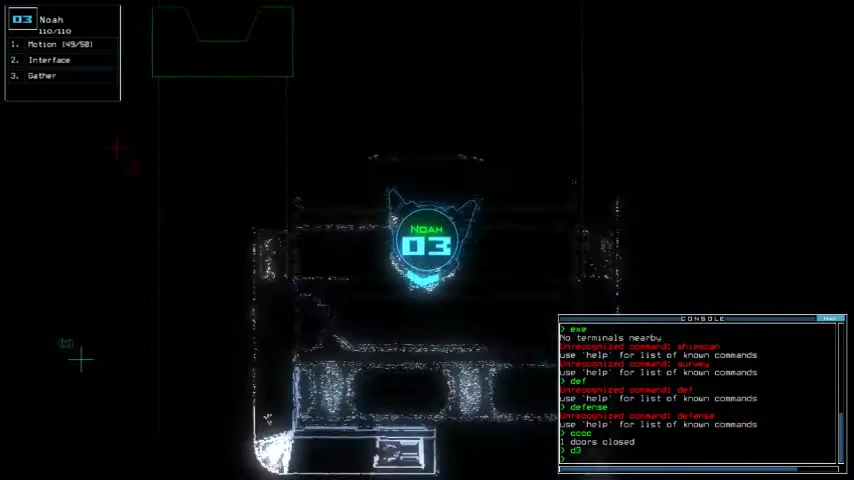 03 Noah
110/110
1. Motion (49/50)
2. Interface
3. Gather
NOAH
03
CONSOLE
> exe
No terminals nearby
Unrecognized command: shipscan
use 'help' for list of known commands
Unrecognized command: survey
use 'help' for list of known commands
> def
Unrecognized command: def
use 'help' for list of known commands
> defense
Unrecognized command: defense
use 'help' for list of known commands
> cccc
1 doors closed
> d3
>